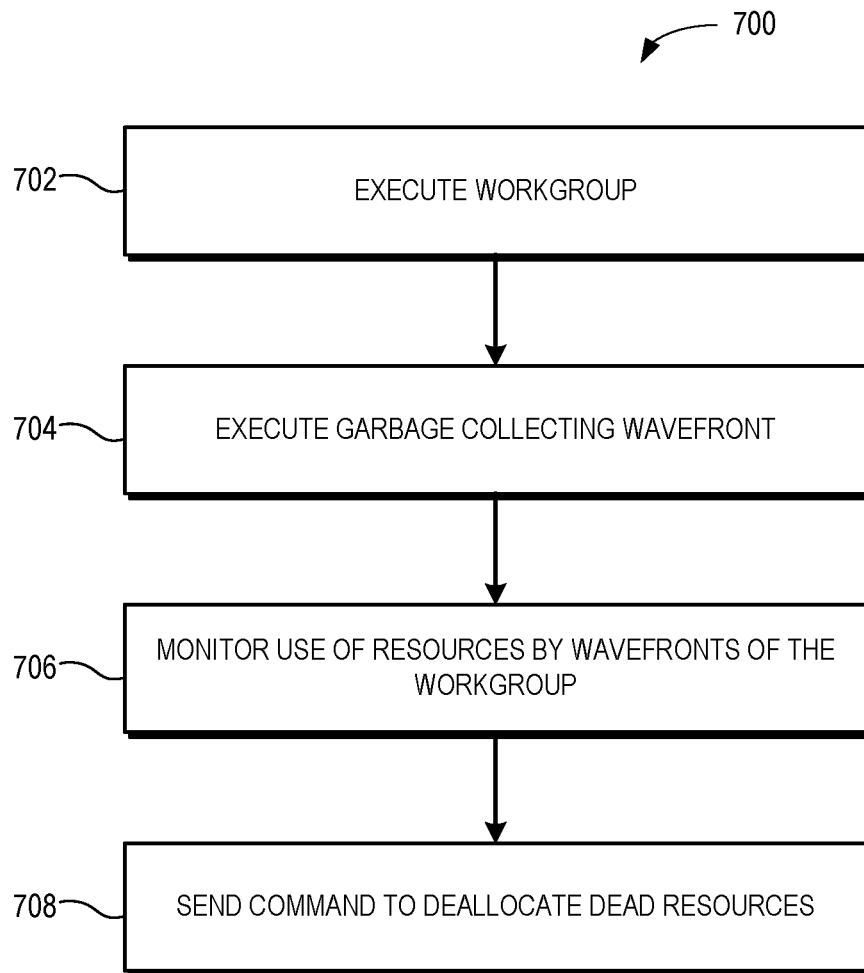 700
702
EXECUTE WORKGROUP
704
EXECUTE GARBAGE COLLECTING WAVEFRONT
706
MONITOR USE OF RESOURCES BY WAVEFRONTS OF THE
WORKGROUP
708
SEND COMMAND TO DEALLOCATE DEAD RESOURCES